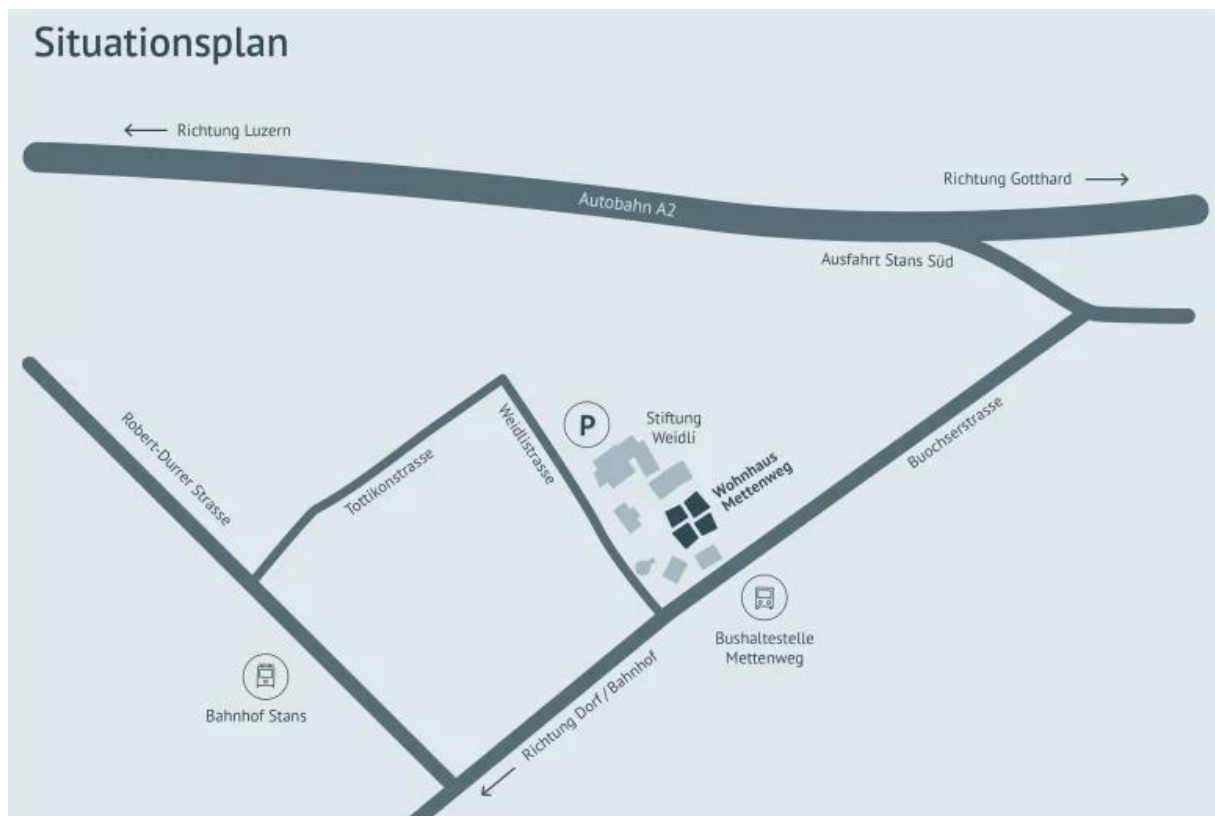 Situationsplan
Richtung Luzern
Richtung Gotthard
Autobahn A2
Ausfahrt Stans Süd
Robert-Durrer Strasse
Tottikonstrasse
Weidlistrasse
P
Stiftung
Weidli
Wohnhaus
Mettenweg
Buochserstrasse
Bushaltestelle
Mettenweg
Richtung Dorf / Bahnhof
Bahnhof Stans